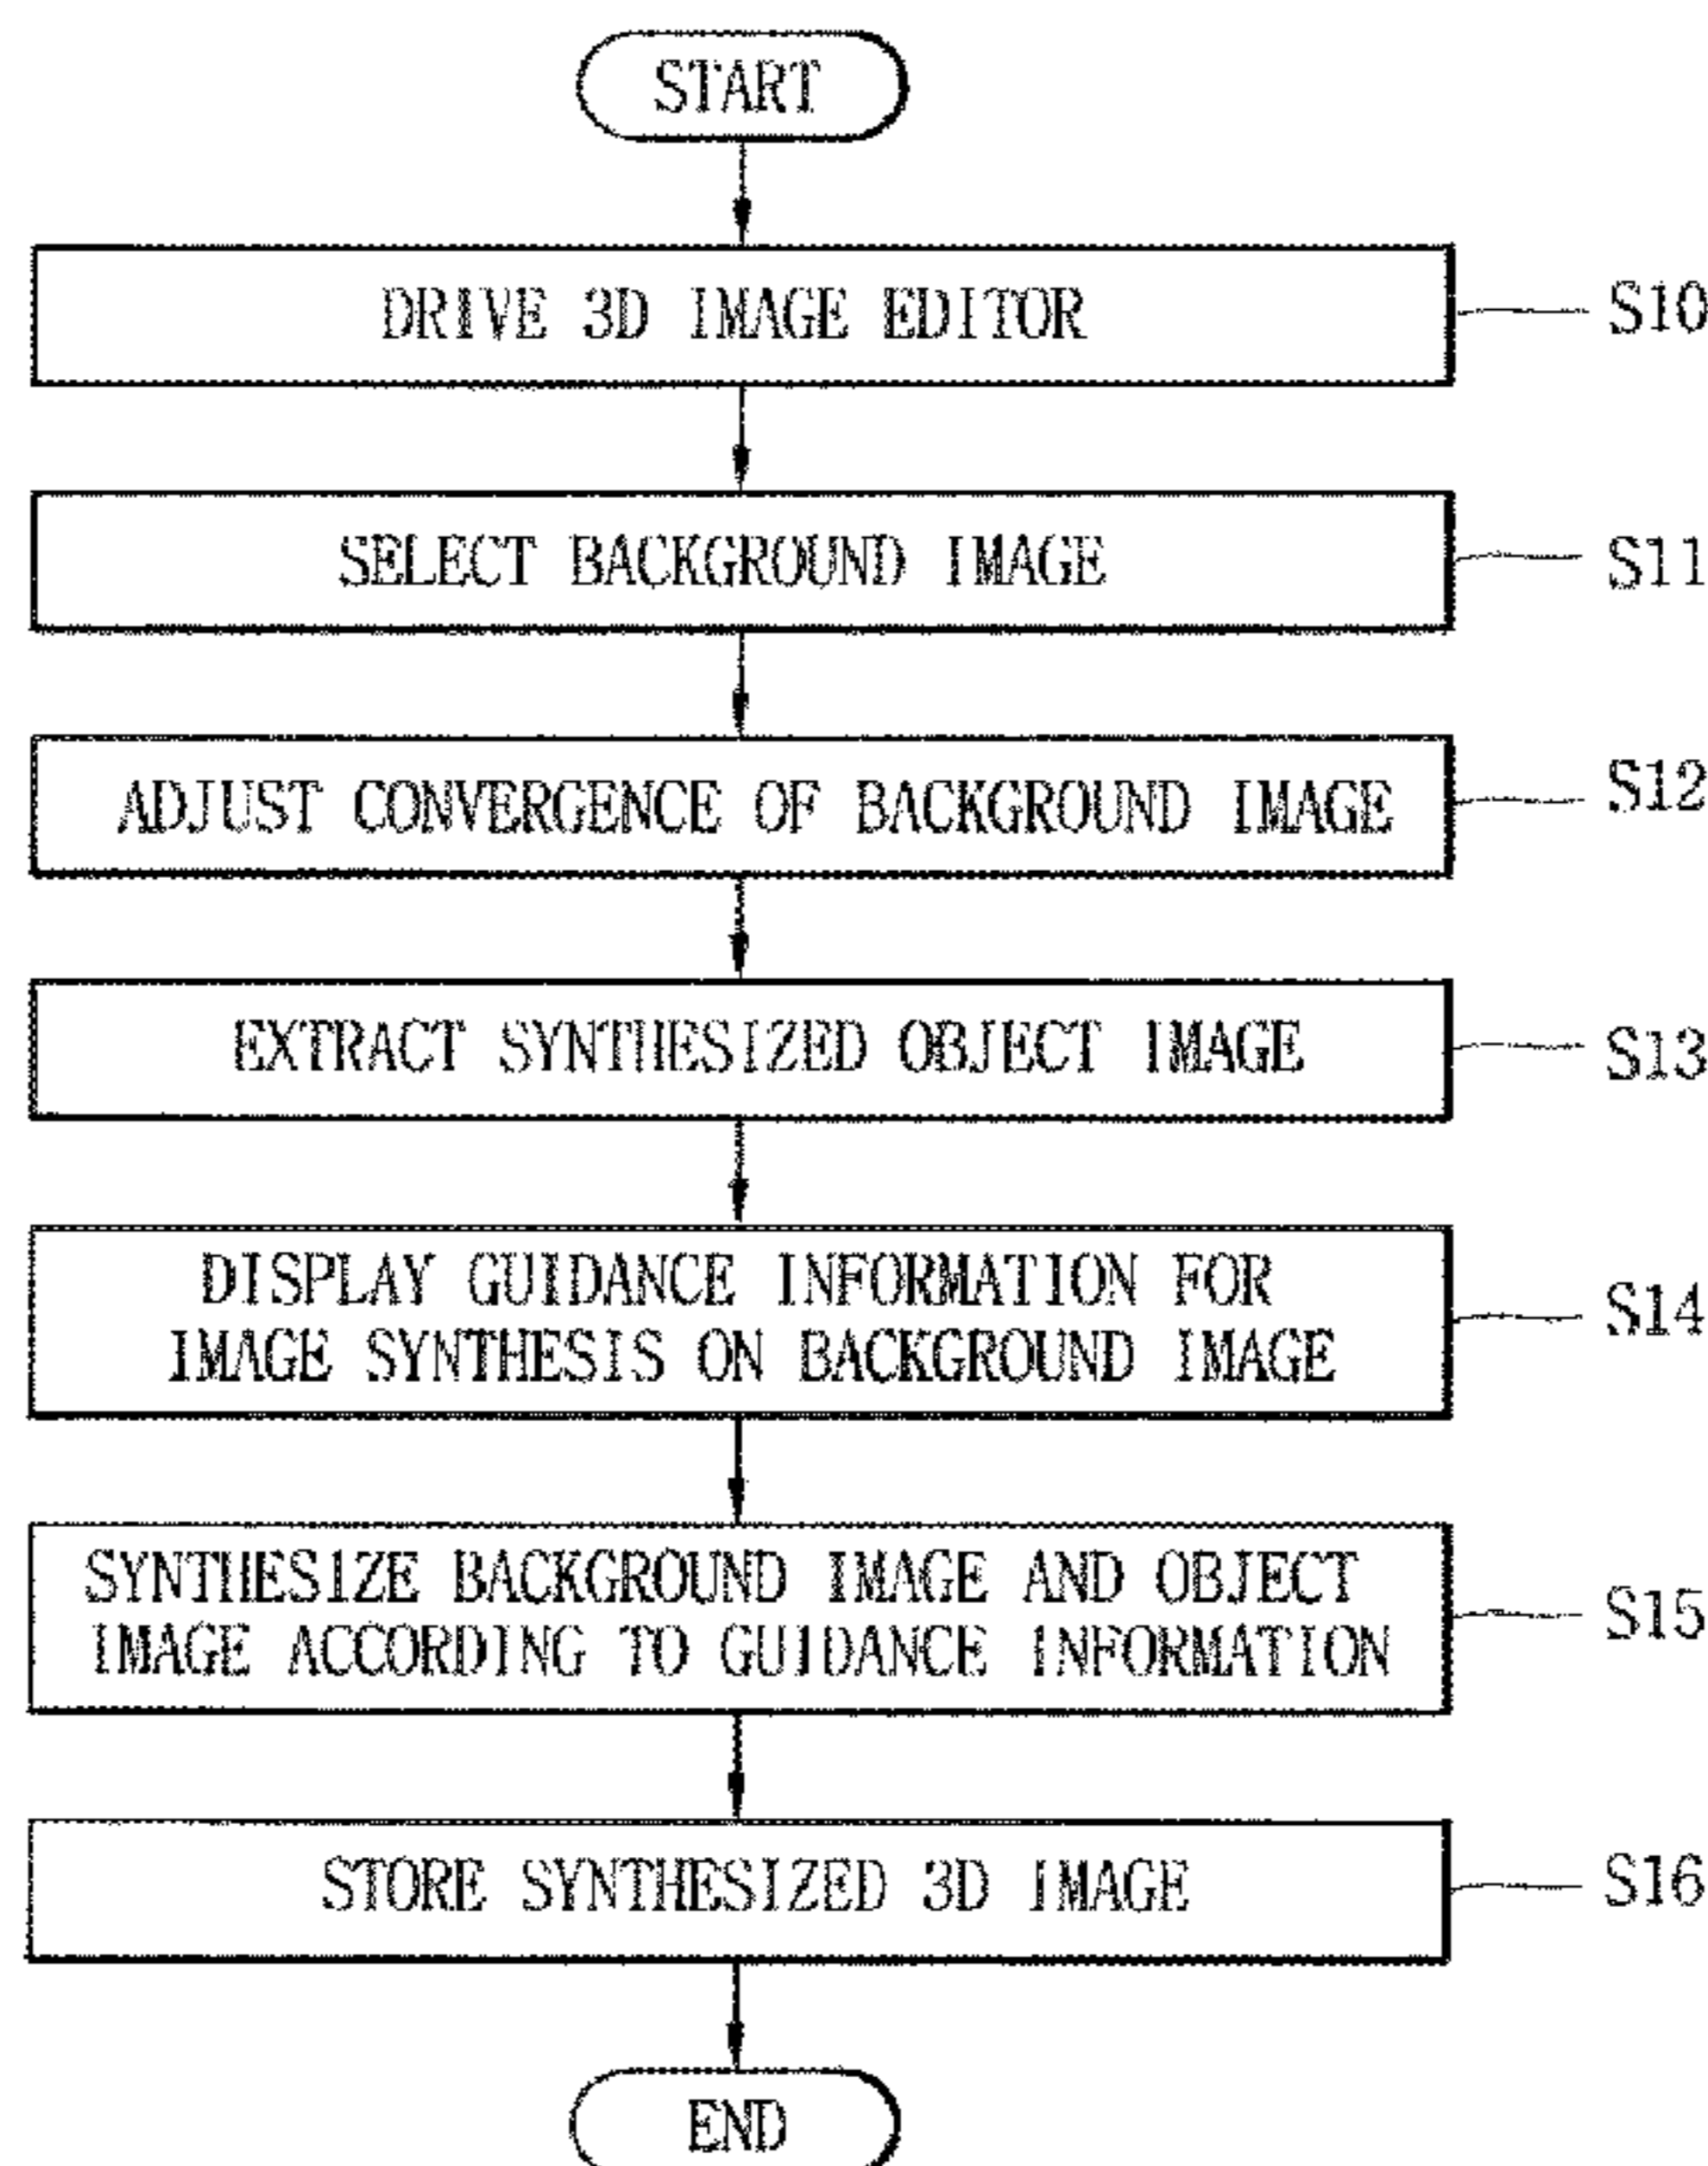 START
DRIVE 3D IMAGE EDITOR
S10
SELECT BACKGROUND IMAGE
S11
ADJUST CONVERGENCE OF BACKGROUND IMAGE
S12
EXTRACT SYNTHESIZED OBJECT IMAGE
S13
DISPLAY GUIDANCE INFORMATION FOR
IMAGE SYNTHESIS ON BACKGROUND IMAGE
S14
SYNTHESIZE BACKGROUND IMAGE AND OBJECT
IMAGE ACCORDING TO GUIDANCE INFORMATION
S15
STORE SYNTHESIZED 3D IMAGE
S16
END